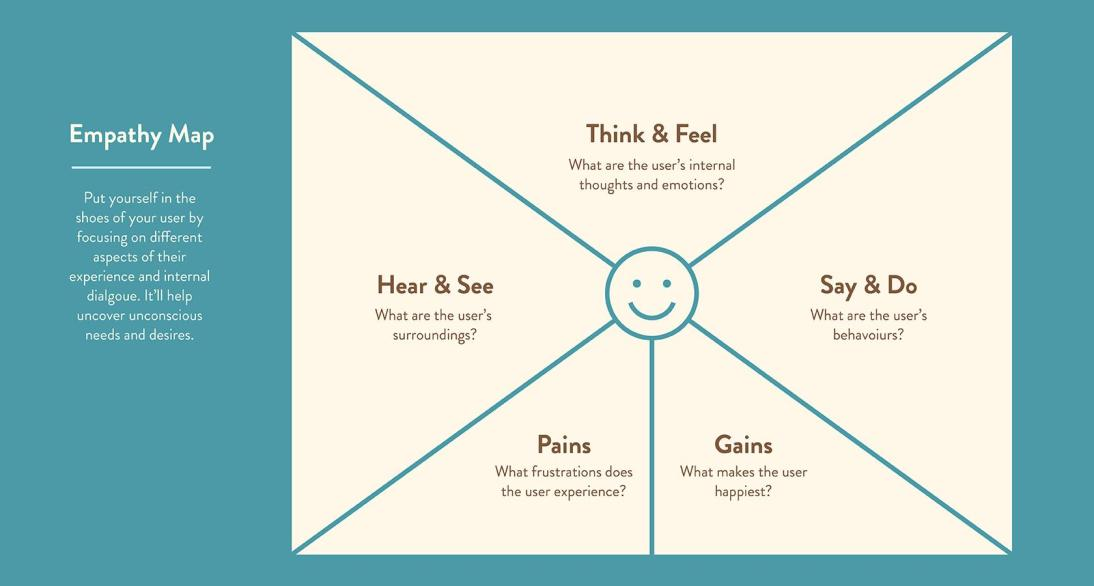 Empathy Map
Put yourself in the
shoes of your user by
focusing on different
aspects of their
experience and internal
dialgoue. It'll help
uncover unconscious
needs and desires.
Think & Feel
What are the user's internal
thoughts and emotions?
Hear & See
What are the user's
surroundings?
Say & Do
What are the user's
behavoiurs?
Pains
What frustrations does
the user experience?
Gains
What makes the user
happiest?